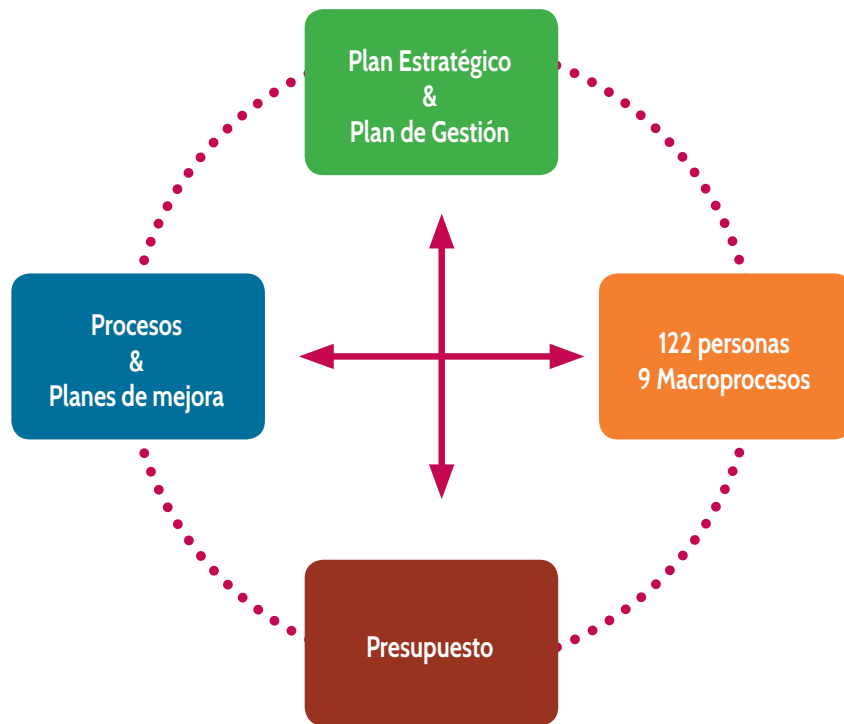 Plan Estratégico
&
Plan de Gestión
Procesos
&
Planes de mejora
122 personas
9 Macroprocesos
Presupuesto